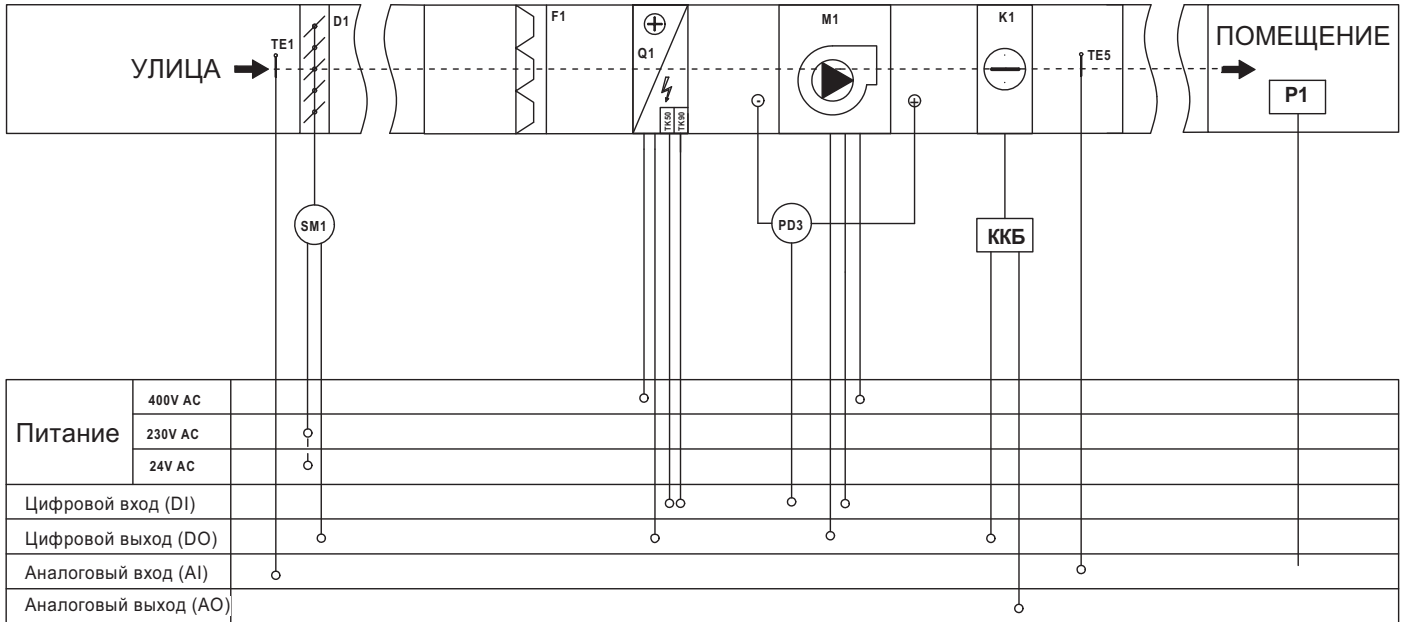 УЛИЦА
TE1
D1
F1
Q1
TK50
TK90
M1
K1
TE5
ПОМЕЩЕНИЕ
P1
SM1
PD3
ККБ
Питание
400V AC
230V AC
24V AC
Цифровой вход (DI)
Цифровой выход (DO)
Аналоговый вход (AI)
Аналоговый выход (AO)